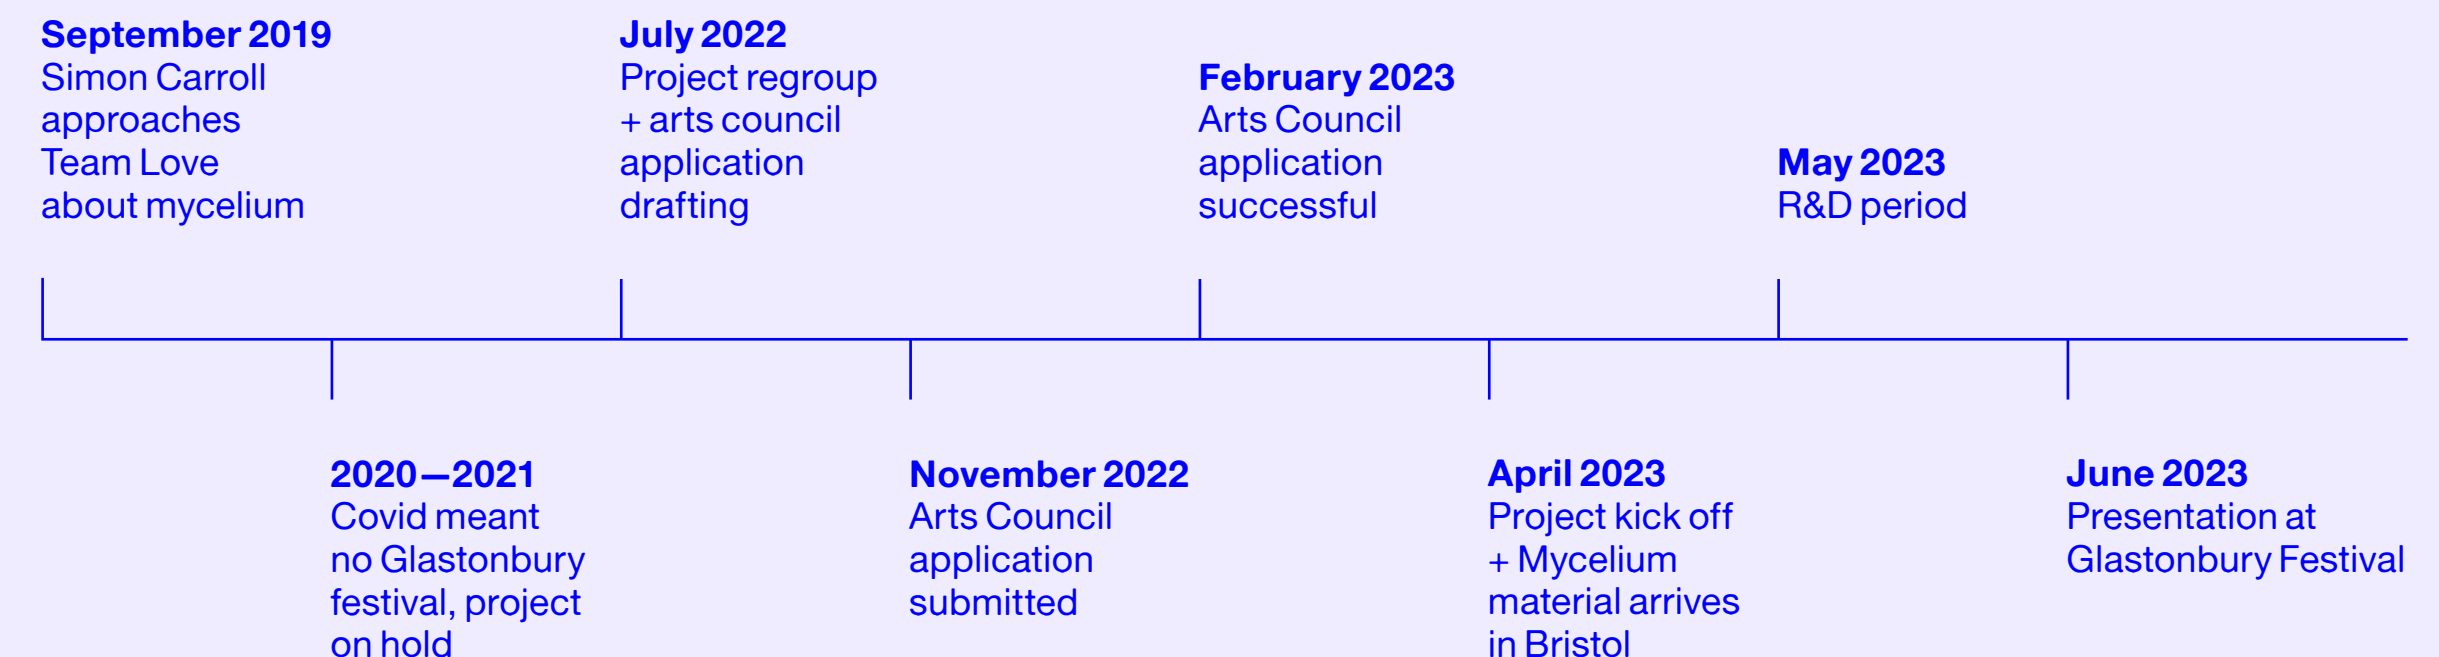 September 2019
Simon Carroll
approaches
Team Love
about mycelium
2020—2021
Covid meant
no Glastonbury
festival, project
on hold
July 2022
Project regroup
+ arts council
application
drafting
November 2022
Arts Council
application
submitted
February 2023
Arts Council
application
successful
April 2023
Project kick off
+ Mycelium
material arrives
in Bristol
May 2023
R&D period
June 2023
Presentation at
Glastonbury Festival